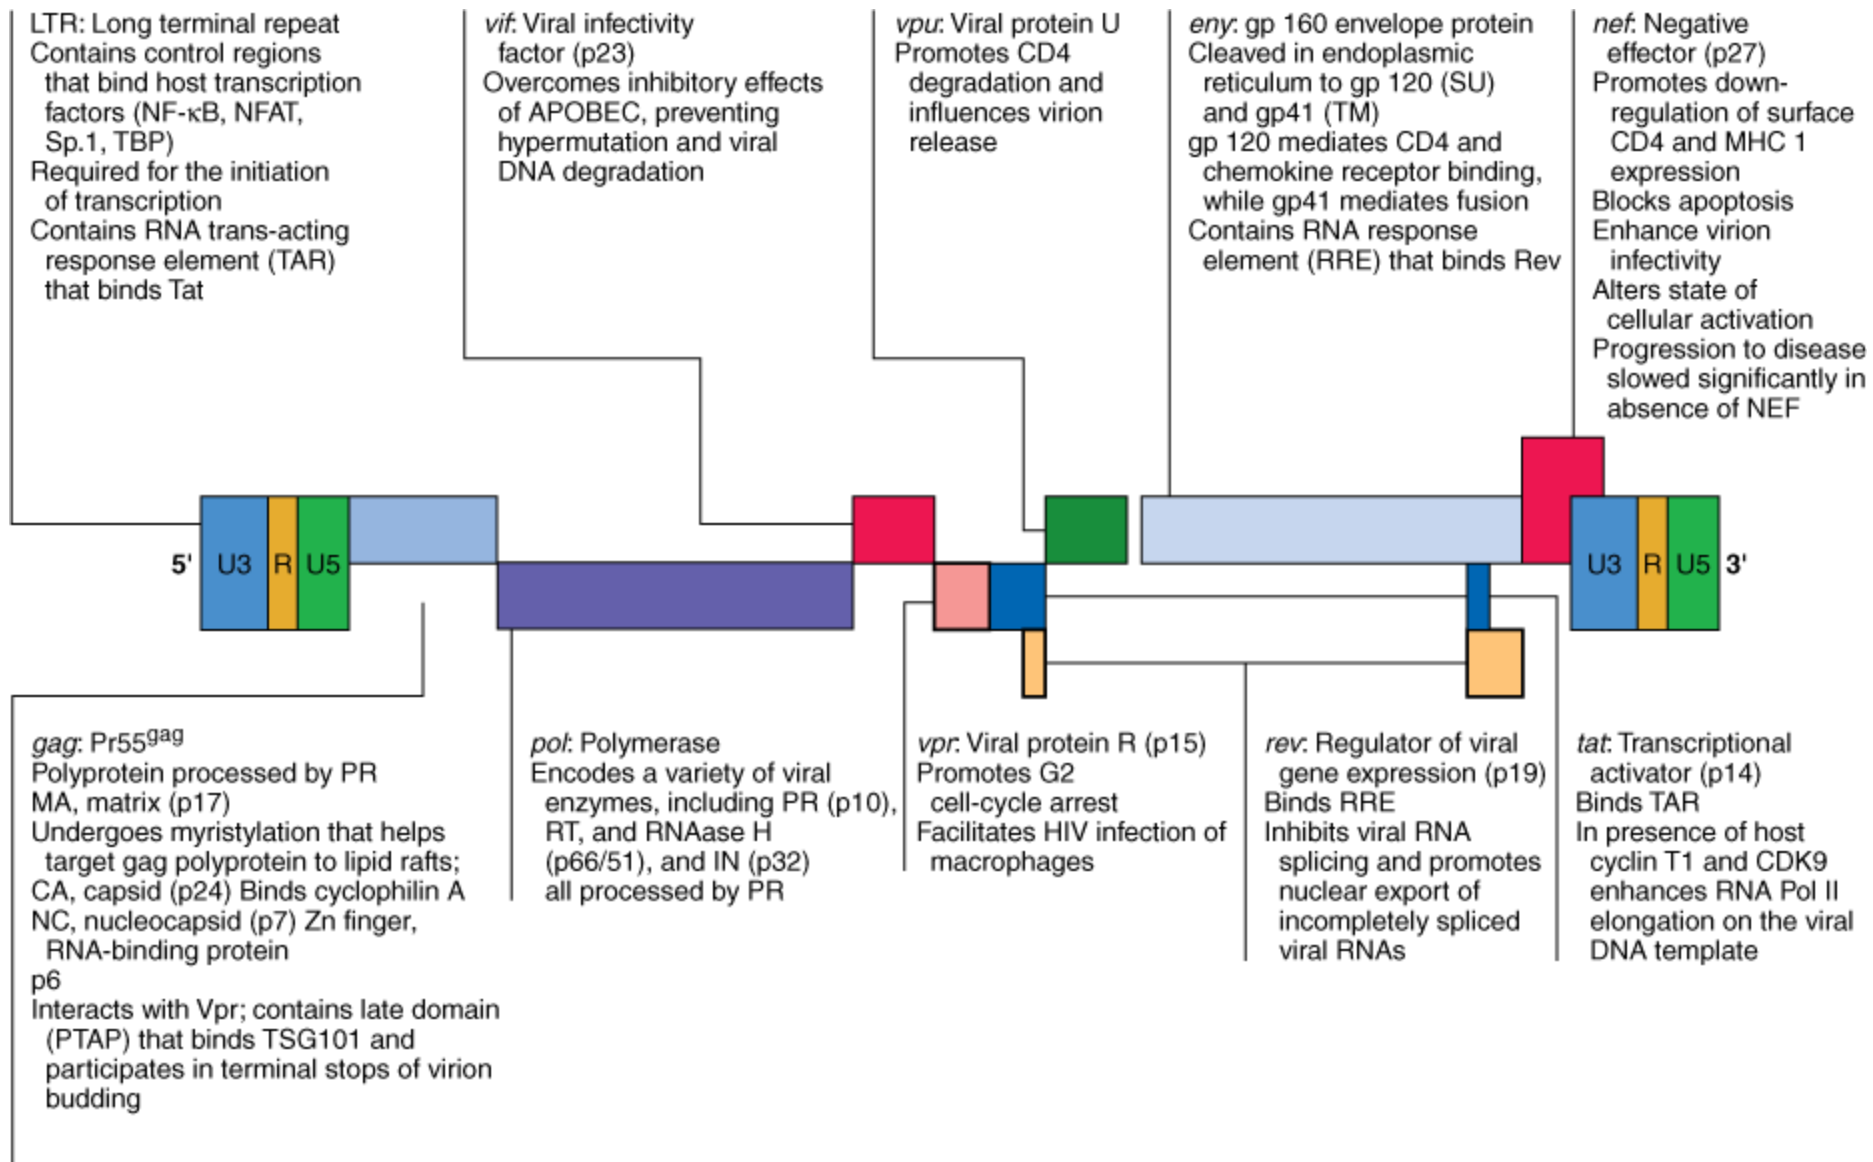 LTR: Long terminal repeat
Contains control regions
that bind host transcription
factors (NF-κB, NFAT,
Sp.1, TBP)
Required for the initiation
of transcription
Contains RNA trans-acting
response element (TAR)
that binds Tat
vif: Viral infectivity
factor (p23)
Overcomes inhibitory effects
of APOBEC, preventing
hypermutation and viral
DNA degradation
vpu: Viral protein U
Promotes CD4
degradation and
influences virion
release
eny: gp 160 envelope protein
Cleaved in endoplasmic
reticulum to gp 120 (SU)
and gp41 (TM)
gp 120 mediates CD4 and
chemokine receptor binding,
while gp41 mediates fusion
Contains RNA response
element (RRE) that binds Rev
nef: Negative
effector (p27)
Promotes down-
regulation of surface
CD4 and MHC 1
expression
Blocks apoptosis
Enhance virion
infectivity
Alters state of
cellular activation
Progression to disease
slowed significantly in
absence of NEF
5' U3 R U5 U3 R U5 3'
gag: Pr55gag
Polyprotein processed by PR
MA, matrix (p17)
Undergoes myristylation that helps
target gag polyprotein to lipid rafts;
CA, capsid (p24) Binds cyclophilin A
NC, nucleocapsid (p7) Zn finger,
RNA-binding protein
p6
Interacts with Vpr; contains late domain
(PTAP) that binds TSG101 and
participates in terminal stops of virion
budding
pol: Polymerase
Encodes a variety of viral
enzymes, including PR (p10),
RT, and RNAase H
(p66/51), and IN (p32)
all processed by PR
vpr: Viral protein R (p15)
Promotes G2
cell-cycle arrest
Facilitates HIV infection of
macrophages
rev: Regulator of viral
gene expression (p19)
Binds RRE
Inhibits viral RNA
splicing and promotes
nuclear export of
incompletely spliced
viral RNAs
tat: Transcriptional
activator (p14)
Binds TAR
In presence of host
cyclin T1 and CDK9
enhances RNA Pol II
elongation on the viral
DNA template